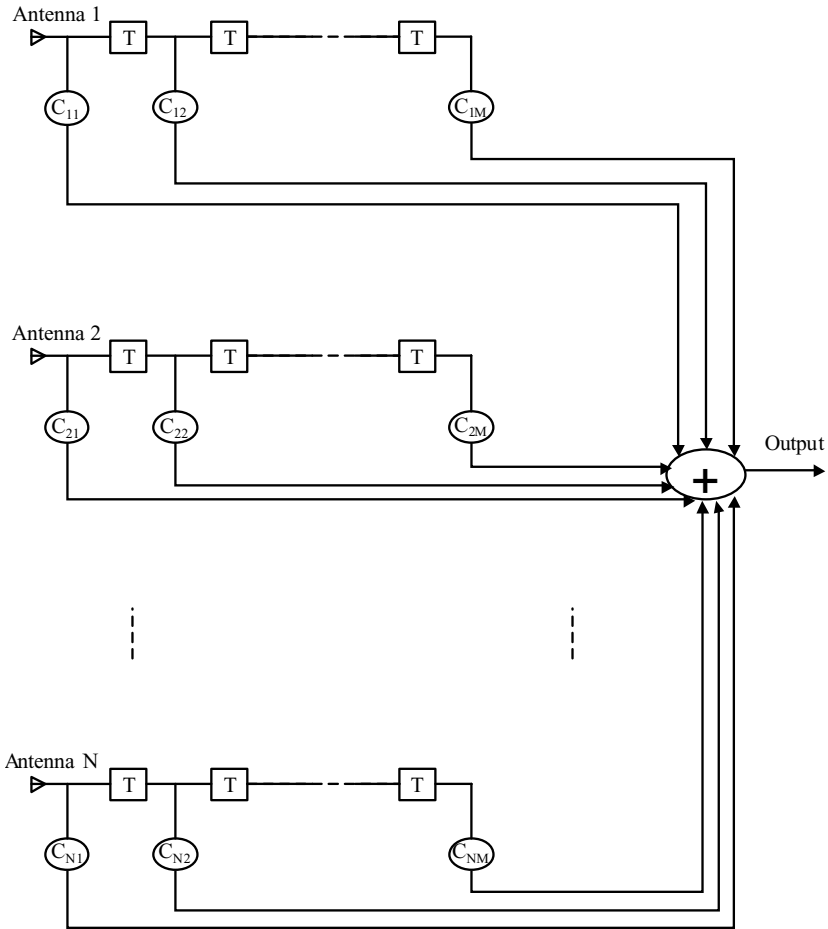 Antenna 1
T T T
C11 C12 C1M
Antenna 2
T T T
C21 C22 C2M
Output
+
Antenna N
T T T
CN1 CN2 CNM